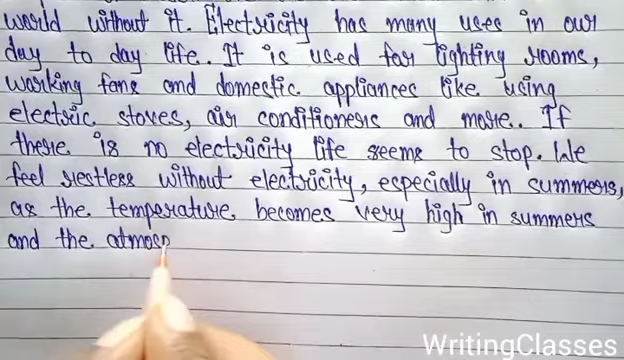 world without it. Electricity has many uses in our
day to day life.. It is used for lighting rooms,
working fans and domestic appliances like using
electric stoves, air conditioners and more.. If
there is no electricity life seems to stop. We
feel restless without electricity, especially in summers,
as the temperature becomes very high in summers
and the atmosp
WritingClasses